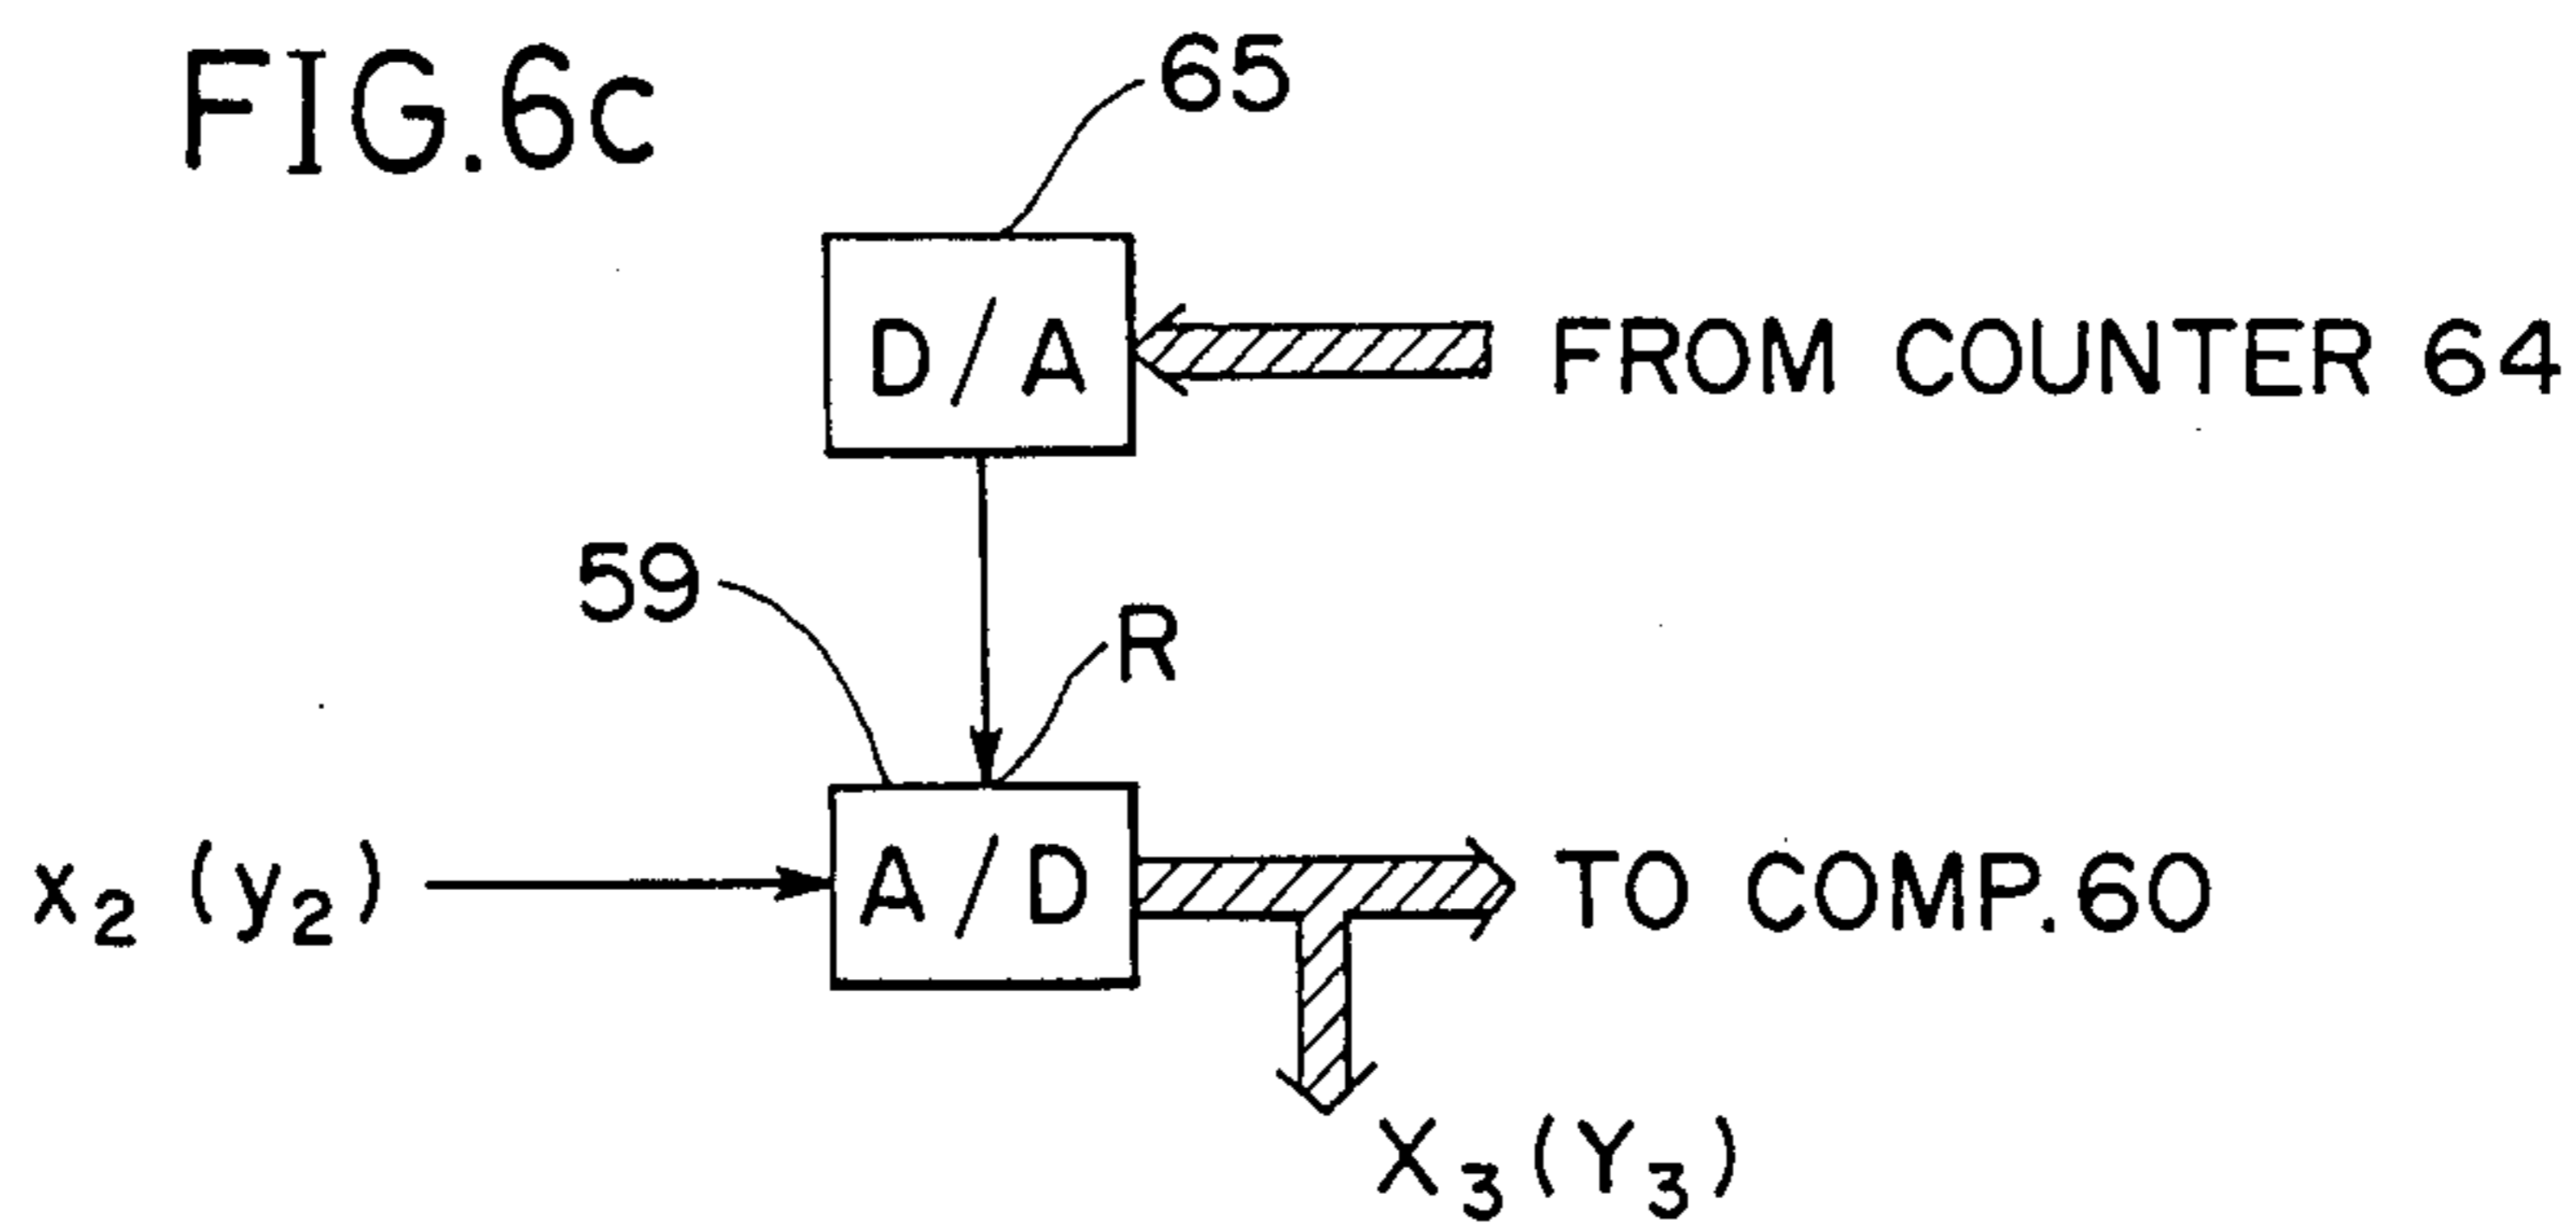 FIG.6c
65
D/A
FROM COUNTER 64
59
R
x₂ (y₂)
A/D
TO COMP.60
X₃(Y₃)